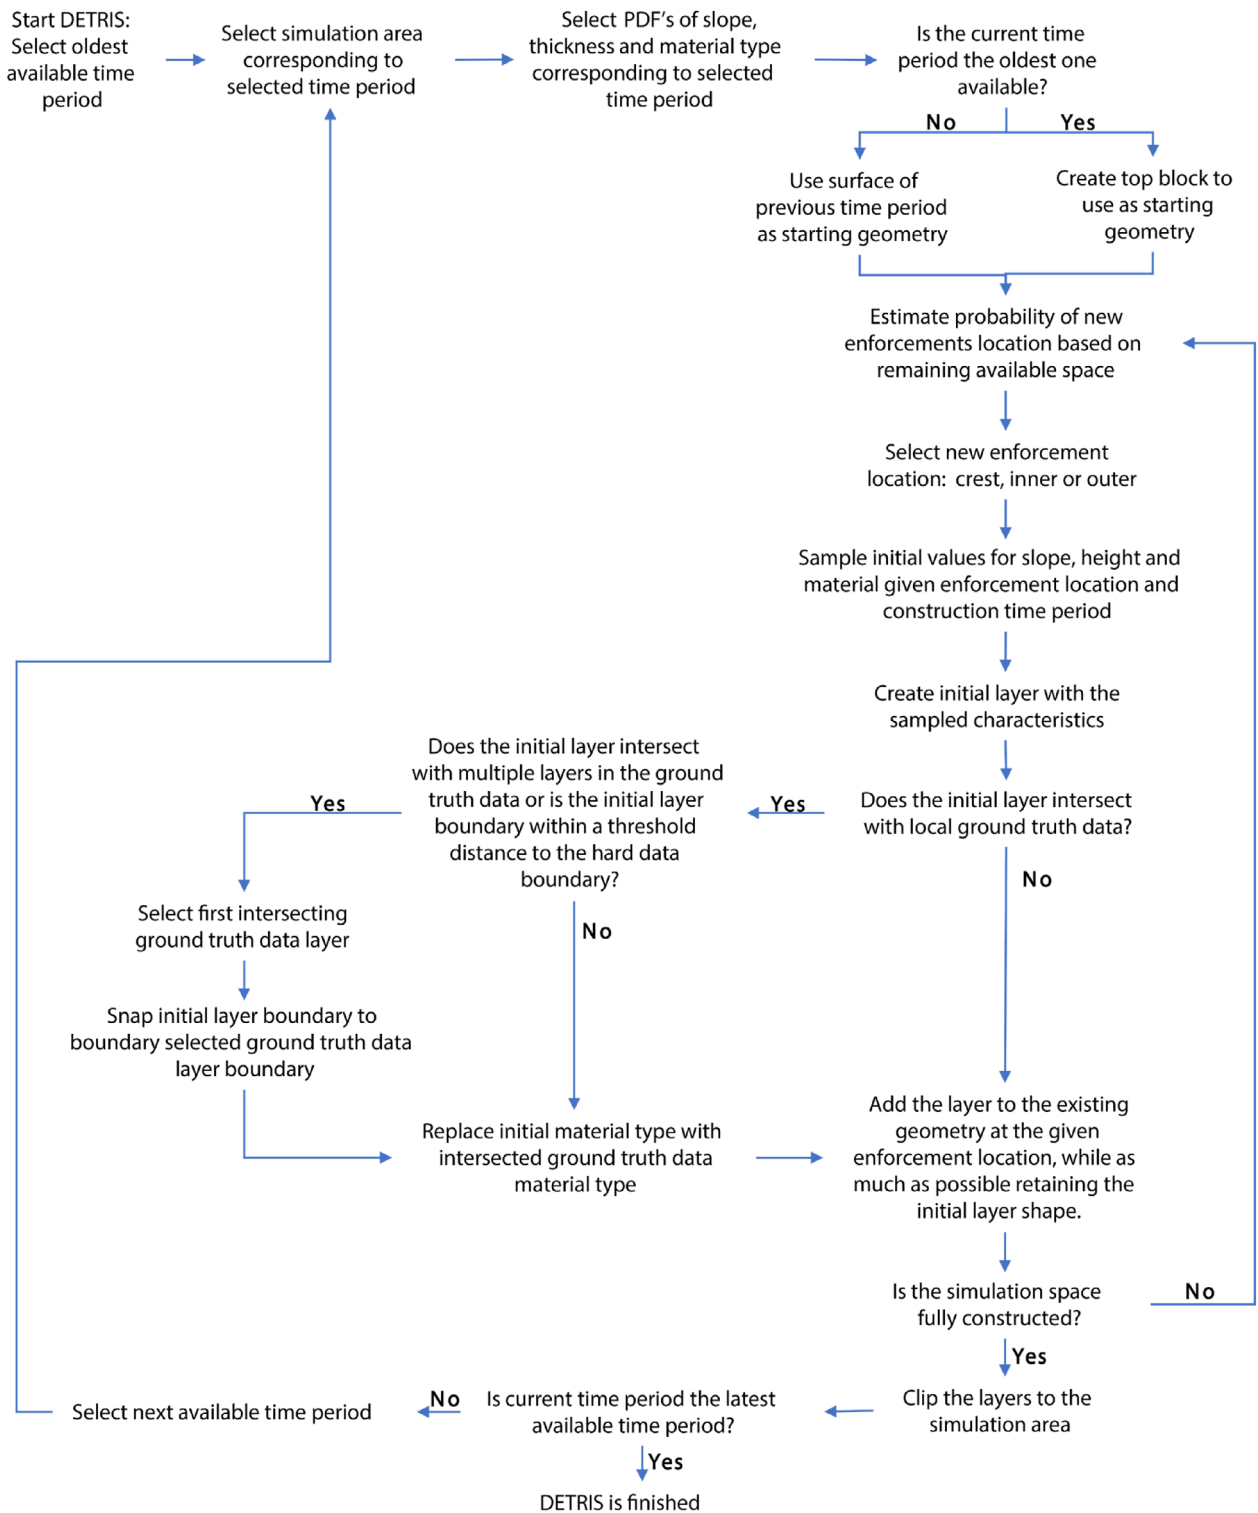 Start DETRIS:
Select oldest
available time
period
Select simulation area
corresponding to
selected time period
Select PDF's of slope,
thickness and material type
corresponding to selected
time period
Is the current time
period the oldest one
available?
No
Yes
Use surface of
previous time period
as starting geometry
Create top block to
use as starting
geometry
Estimate probability of new
enforcements location based on
remaining available space
Select new enforcement
location:  crest, inner or outer
Sample initial values for slope, height and
material given enforcement location and
construction time period
Create initial layer with the
sampled characteristics
Does the initial layer intersect
with local ground truth data?
Yes
No
Does the initial layer intersect
with multiple layers in the ground
truth data or is the initial layer
boundary within a threshold
distance to the hard data
boundary?
Yes
No
Select first intersecting
ground truth data layer
Snap initial layer boundary to
boundary selected ground truth data
layer boundary
Replace initial material type with
intersected ground truth data
material type
Add the layer to the existing
geometry at the given
enforcement location, while as
much as possible retaining the
initial layer shape.
Is the simulation space
fully constructed?
No
Yes
Clip the layers to the
simulation area
Is current time period the latest
available time period?
No
Select next available time period
Yes
DETRIS is finished